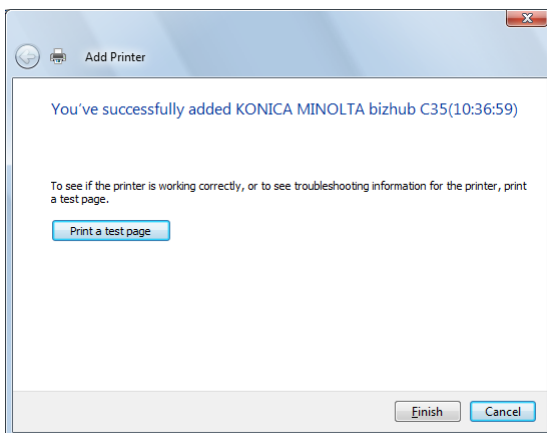 Add Printer
You've successfully added KONICA MINOLTA bizhub C35(10:36:59)
To see if the printer is working correctly, or to see troubleshooting information for the printer, print
a test page.
Print a test page
Finish Cancel